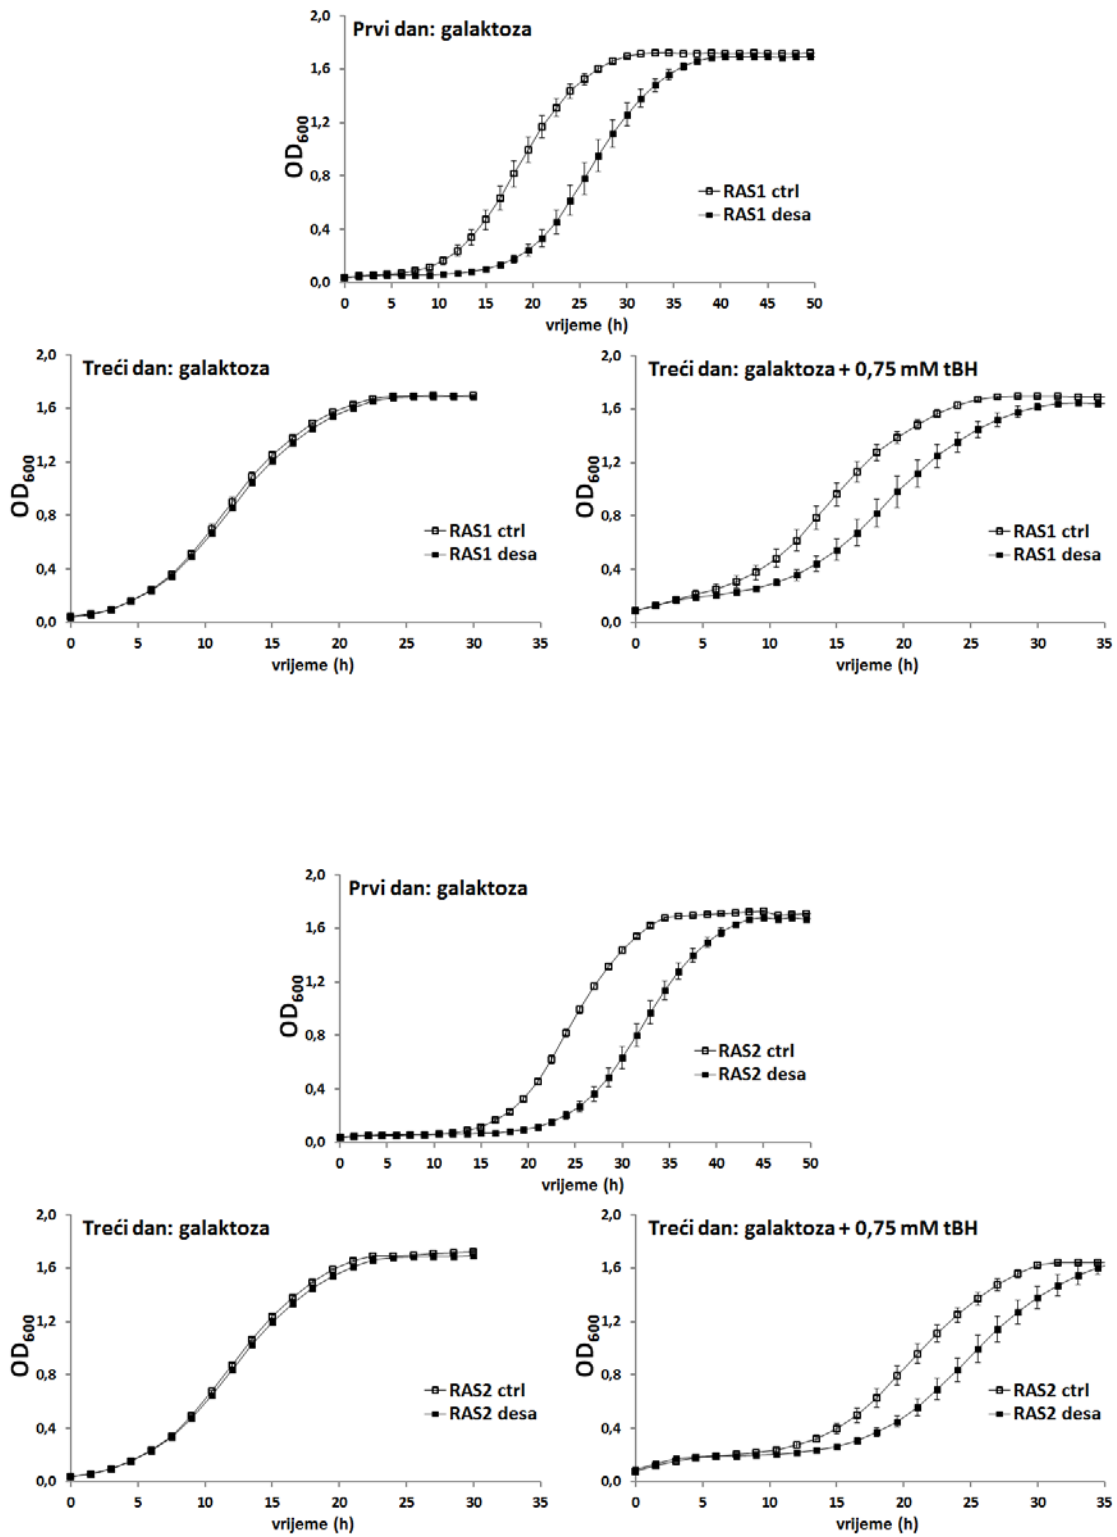 Prvi dan: galaktoza
2,0
1,6
1,2
0,8
0,4
0,0
OD600
RAS1 ctrl
RAS1 desa
0 5 10 15 20 25 30 35 40 45 50
vrijeme (h)
Treći dan: galaktoza
2,0
1,6
1,2
0,8
0,4
0,0
OD600
RAS1 ctrl
RAS1 desa
0 5 10 15 20 25 30 35
vrijeme (h)
Treći dan: galaktoza + 0,75 mM tBH
2,0
1,6
1,2
0,8
0,4
0,0
OD600
RAS1 ctrl
RAS1 desa
0 5 10 15 20 25 30 35
vrijeme (h)
Prvi dan: galaktoza
2,0
1,6
1,2
0,8
0,4
0,0
OD600
RAS2 ctrl
RAS2 desa
0 5 10 15 20 25 30 35 40 45 50
vrijeme (h)
Treći dan: galaktoza
2,0
1,6
1,2
0,8
0,4
0,0
OD600
RAS2 ctrl
RAS2 desa
0 5 10 15 20 25 30 35
vrijeme (h)
Treći dan: galaktoza + 0,75 mM tBH
2,0
1,6
1,2
0,8
0,4
0,0
OD600
RAS2 ctrl
RAS2 desa
0 5 10 15 20 25 30 35
vrijeme (h)